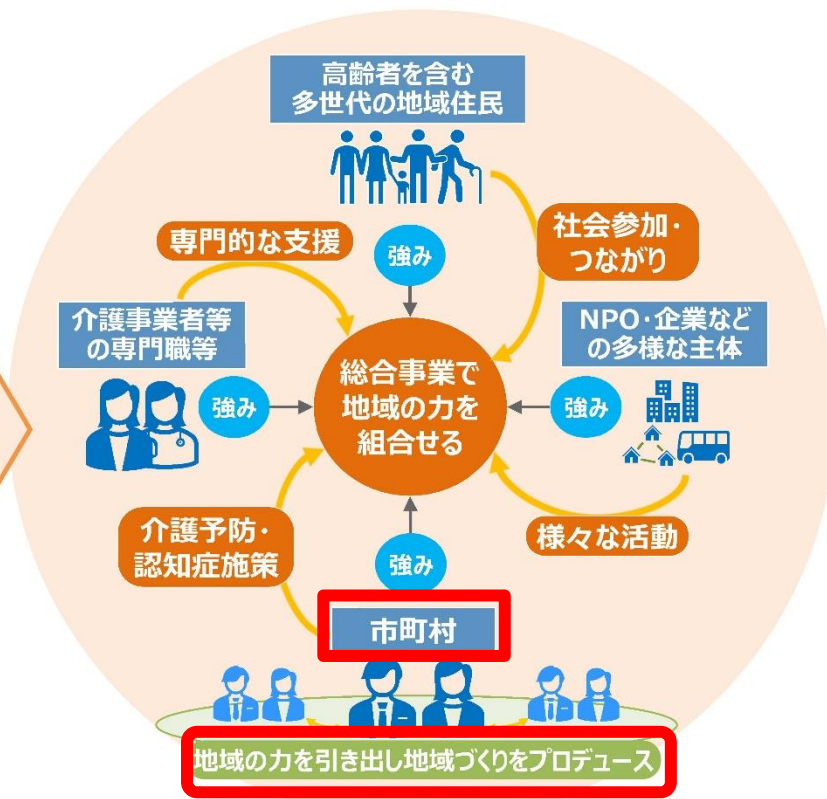 高齢者を含む
多世代の地域住民
専門的な支援
強み
社会参加・
つながり
介護事業者等
の専門職等
強み
総合事業で
地域の力を
組合せる
強み
NPO・企業など
の多様な主体
介護予防・
認知症施策
強み
様々な活動
市町村
地域の力を引き出し地域づくりをプロデュース